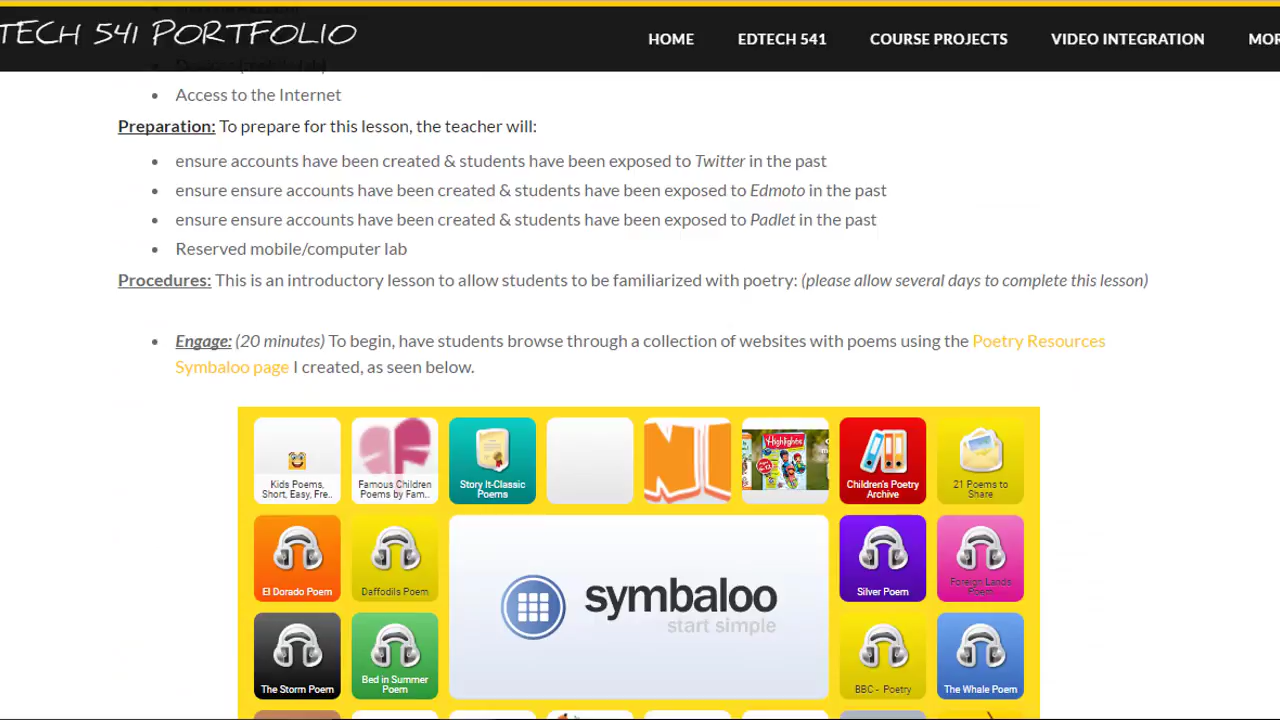 TECH 541 PORTFOLIO
HOME EDTECH 541 COURSE PROJECTS VIDEO INTEGRATION MOR
Access to the Internet
Preparation: To prepare for this lesson, the teacher will:
ensure accounts have been created & students have been exposed to Twitter in the past
ensure ensure accounts have been created & students have been exposed to Edmoto in the past
ensure ensure accounts have been created & students have been exposed to Padlet in the past
Reserved mobile/computer lab
Procedures: This is an introductory lesson to allow students to be familiarized with poetry: (please allow several days to complete this lesson)
Engage: (20 minutes) To begin, have students browse through a collection of websites with poems using the Poetry Resources
Symbaloo page I created, as seen below.
Kids Poems,
Short, Easy, Fre..
Famous Children
Poems by Fam..
Story It-Classic
Poems
Highlights
Children's Poetry
Archive
21 Poems to
Share
El Dorado Poem
Daffodils Poem
symbaloo
start simple
Silver Poem
Foreign Lands
Poem
The Storm Poem
Bed in Summer
Poem
BBC - Poetry
The Whale Poem